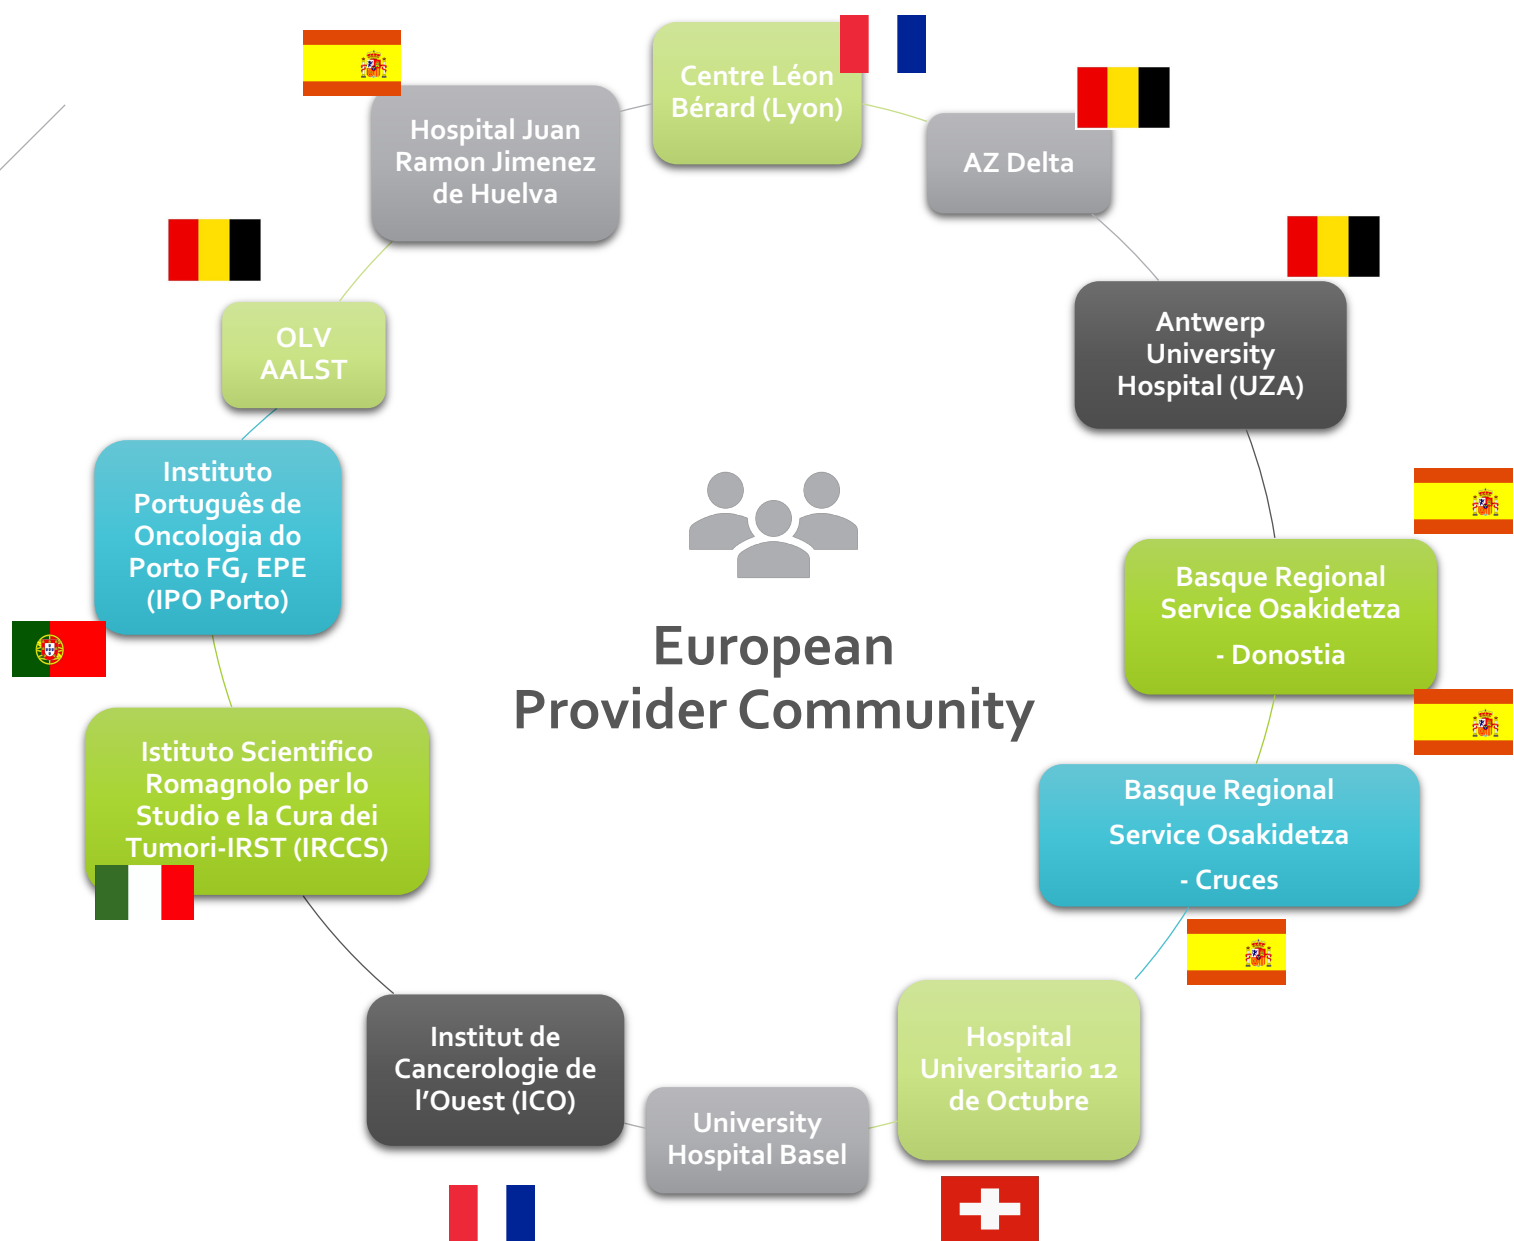 Centre Léon
Bérard (Lyon)
AZ Delta
Antwerp
University
Hospital (UZA)
Basque Regional
Service Osakidetza
- Donostia
Basque Regional
Service Osakidetza
- Cruces
Hospital
Universitario 12
de Octubre
University
Hospital Basel
Institut de
Cancerologie de
l’Ouest (ICO)
Istituto Scientifico
Romagnolo per lo
Studio e la Cura dei
Tumori-IRST (IRCCS)
Instituto
Português de
Oncologia do
Porto FG, EPE
(IPO Porto)
OLV
AALST
Hospital Juan
Ramon Jimenez
de Huelva
European
Provider Community